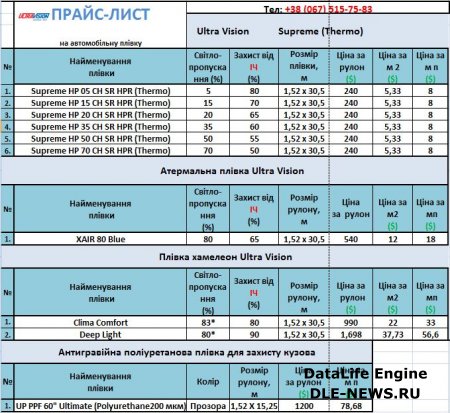 ULTRAVISION ПРАЙС-ЛИСТ Тел: +38 (067) 515-75-83
на автомобільну плівку Ultra Vision Supreme (Thermo)
№ Найменування плівки Світло-пропускання (%) Захист від ІЧ (%) Розмір плівки, м Ціна за рулон ($) Ціна за м 2 ($) Ціна за м п ($)
1. Supreme HP 05 CH SR HPR (Thermo) 5 80 1,52 x 30,5 240 5,33 8
2. Supreme HP 15 CH SR HPR (Thermo) 15 70 1,52 x 30,5 240 5,33 8
3. Supreme HP 20 CH SR HPR (Thermo) 20 65 1,52 x 30,5 240 5,33 8
4. Supreme HP 35 CH SR HPR (Thermo) 35 60 1,52 x 30,5 240 5,33 8
5. Supreme HP 50 CH SR HPR (Thermo) 50 55 1,52 x 30,5 240 5,33 8
6. Supreme HP 70 CH SR HPR (Thermo) 70 50 1,52 x 30,5 240 5,33 8
Атермальна плівка Ultra Vision
№ Найменування плівки Світло-пропускання (%) Захист від ІЧ (%) Розмір рулону, м Ціна за рулон Ціна за м2 ($) Ціна за мп ($)
1. XAIR 80 Blue 80 65 1,52 x 30,5 540 12 18
Плівка хамелеон Ultra Vision
№ Найменування плівки Світло-пропускання (%) Захист від ІЧ (%) Розмір рулону, м Ціна за рулон ($) Ціна за м2 ($) Ціна за мп ($)
1. Clima Comfort 83* 80 1,52 x 30,5 990 22 33
2. Deep Light 80* 90 1,52 x 30,5 1,698 37,73 56,6
Антигравійна поліуретанова плівка для захисту кузова
№ Найменування плівки Колір Розмір рулону, м Ціна за рулон ($) Ціна за мп ($)
1. UP PPF 60" Ultimate (Polyurethane200 мкм) Прозора 1,52 X 15,25 1200 78,68
DataLife Engine
DLE-NEWS.RU